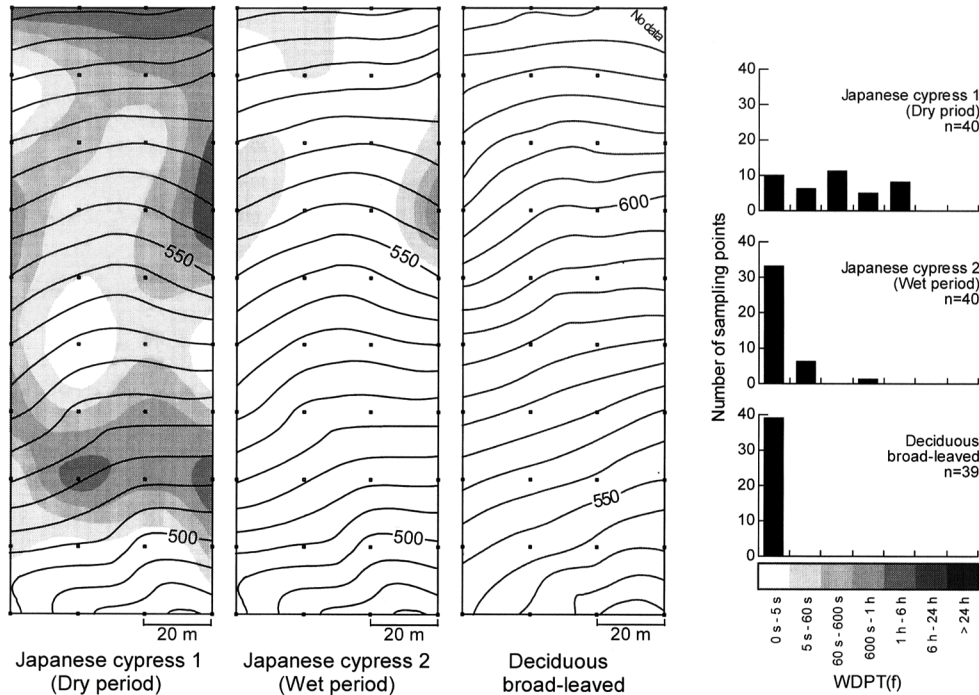 No data
550
500
550
500
600
550
20 m
20 m
20 m
Japanese cypress 1
(Dry period)
Japanese cypress 2
(Wet period)
Deciduous
broad-leaved
Number of sampling points
40
30
20
10
0
Japanese cypress 1
(Dry priod)
n=40
40
30
20
10
0
Japanese cypress 2
(Wet period)
n=40
40
30
20
10
0
Deciduous
broad-leaved
n=39
0 s - 5 s
5 s - 60 s
60 s - 600 s
600 s - 1 h
1 h - 6 h
6 h - 24 h
> 24 h
WDPT(f)